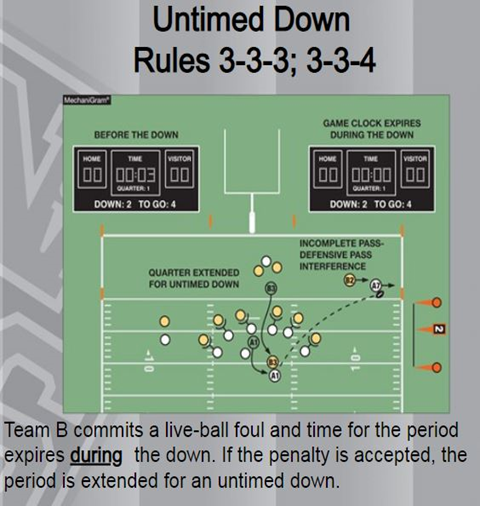 Untimed Down
Rules 3-3-3; 3-3-4
MechaniGram®
BEFORE THE DOWN
HOME TIME VISITOR
00 00:03 00
QUARTER: 1
DOWN: 2 TO GO: 4
GAME CLOCK EXPIRES
DURING THE DOWN
HOME TIME VISITOR
00 00:00 00
QUARTER: 1
DOWN: 2 TO GO: 4
INCOMPLETE PASS-
DEFENSIVE PASS
INTERFERENCE
QUARTER EXTENDED
FOR UNTIMED DOWN
B2 A7
B3
A1
B3
A1
2
10
10
Team B commits a live-ball foul and time for the period
expires during the down. If the penalty is accepted, the
period is extended for an untimed down.